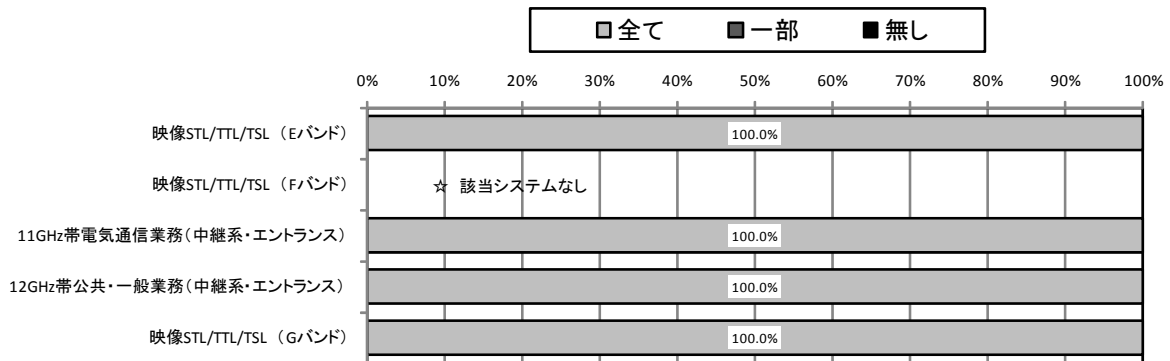 全て 一部 無し
0% 10% 20% 30% 40% 50% 60% 70% 80% 90% 100%
映像STL/TTL/TSL（Eバンド） 100.0%
映像STL/TTL/TSL（Fバンド） ☆ 該当システムなし
11GHz帯電気通信業務（中継系・エントランス） 100.0%
12GHz帯公共・一般業務（中継系・エントランス） 100.0%
映像STL/TTL/TSL（Gバンド） 100.0%